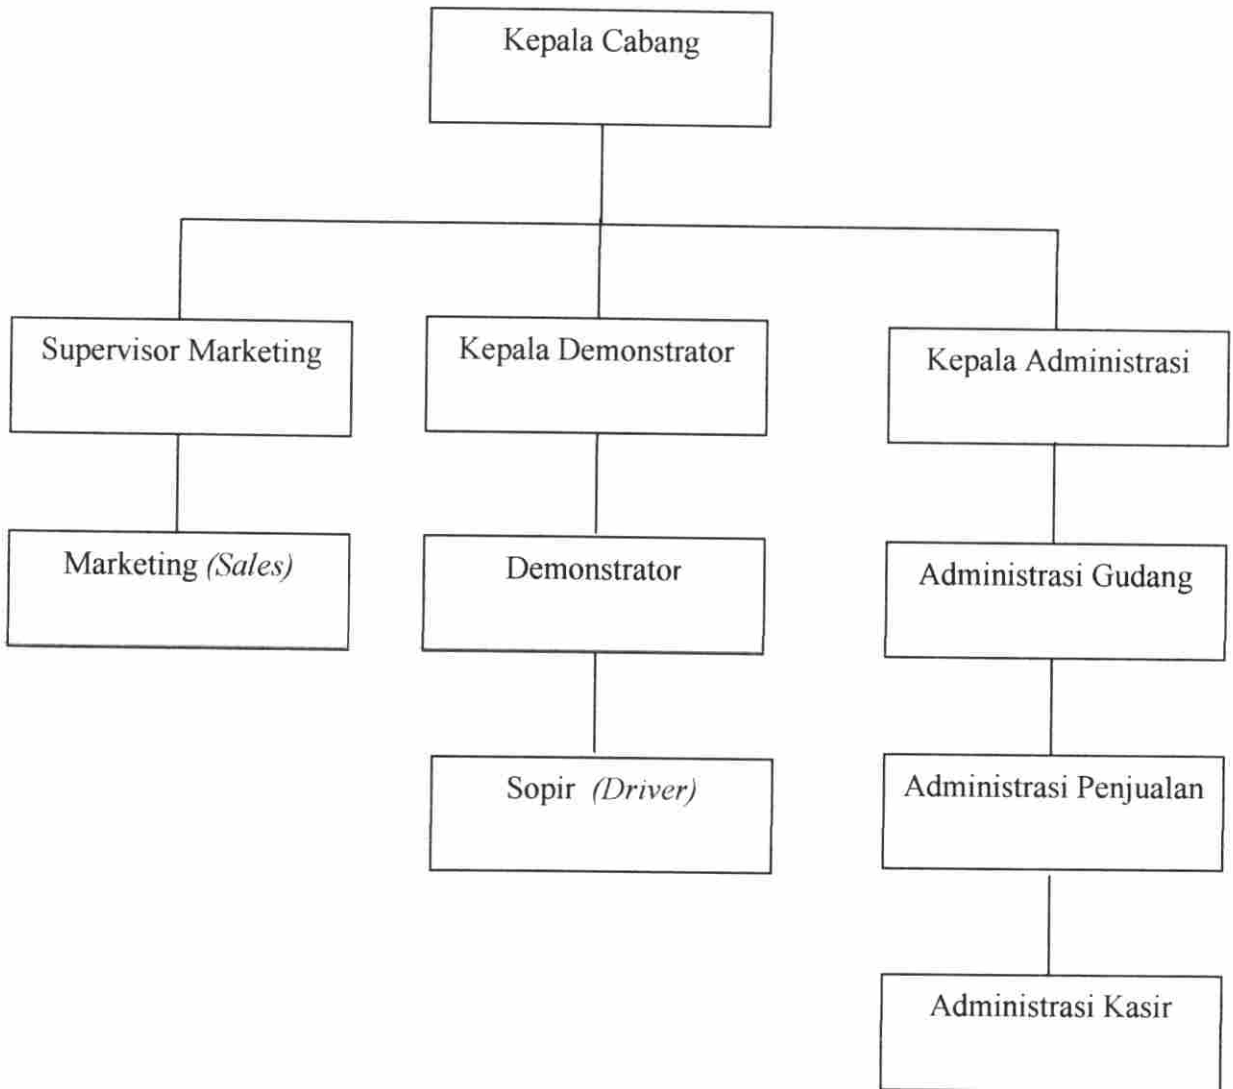 Kepala Cabang
Supervisor Marketing
Kepala Demonstrator
Kepala Administrasi
Marketing (Sales)
Demonstrator
Administrasi Gudang
Sopir (Driver)
Administrasi Penjualan
Administrasi Kasir